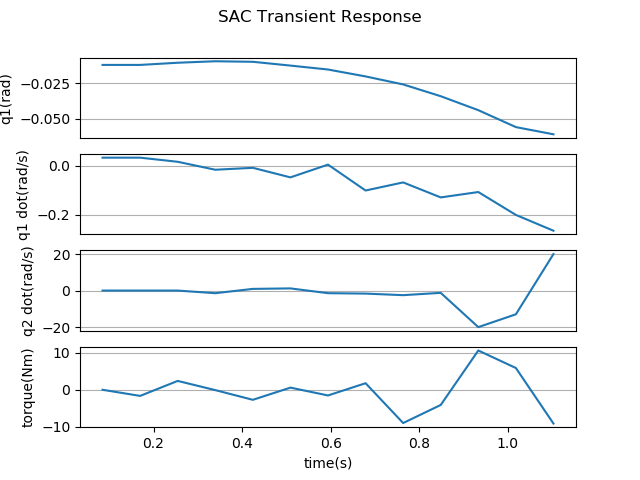 SAC Transient Response
q1(rad)
−0.025
−0.050
q1 dot(rad/s)
0.0
−0.2
q2 dot(rad/s)
20
0
−20
torque(Nm)
10
0
−10
0.2 0.4 0.6 0.8 1.0
time(s)